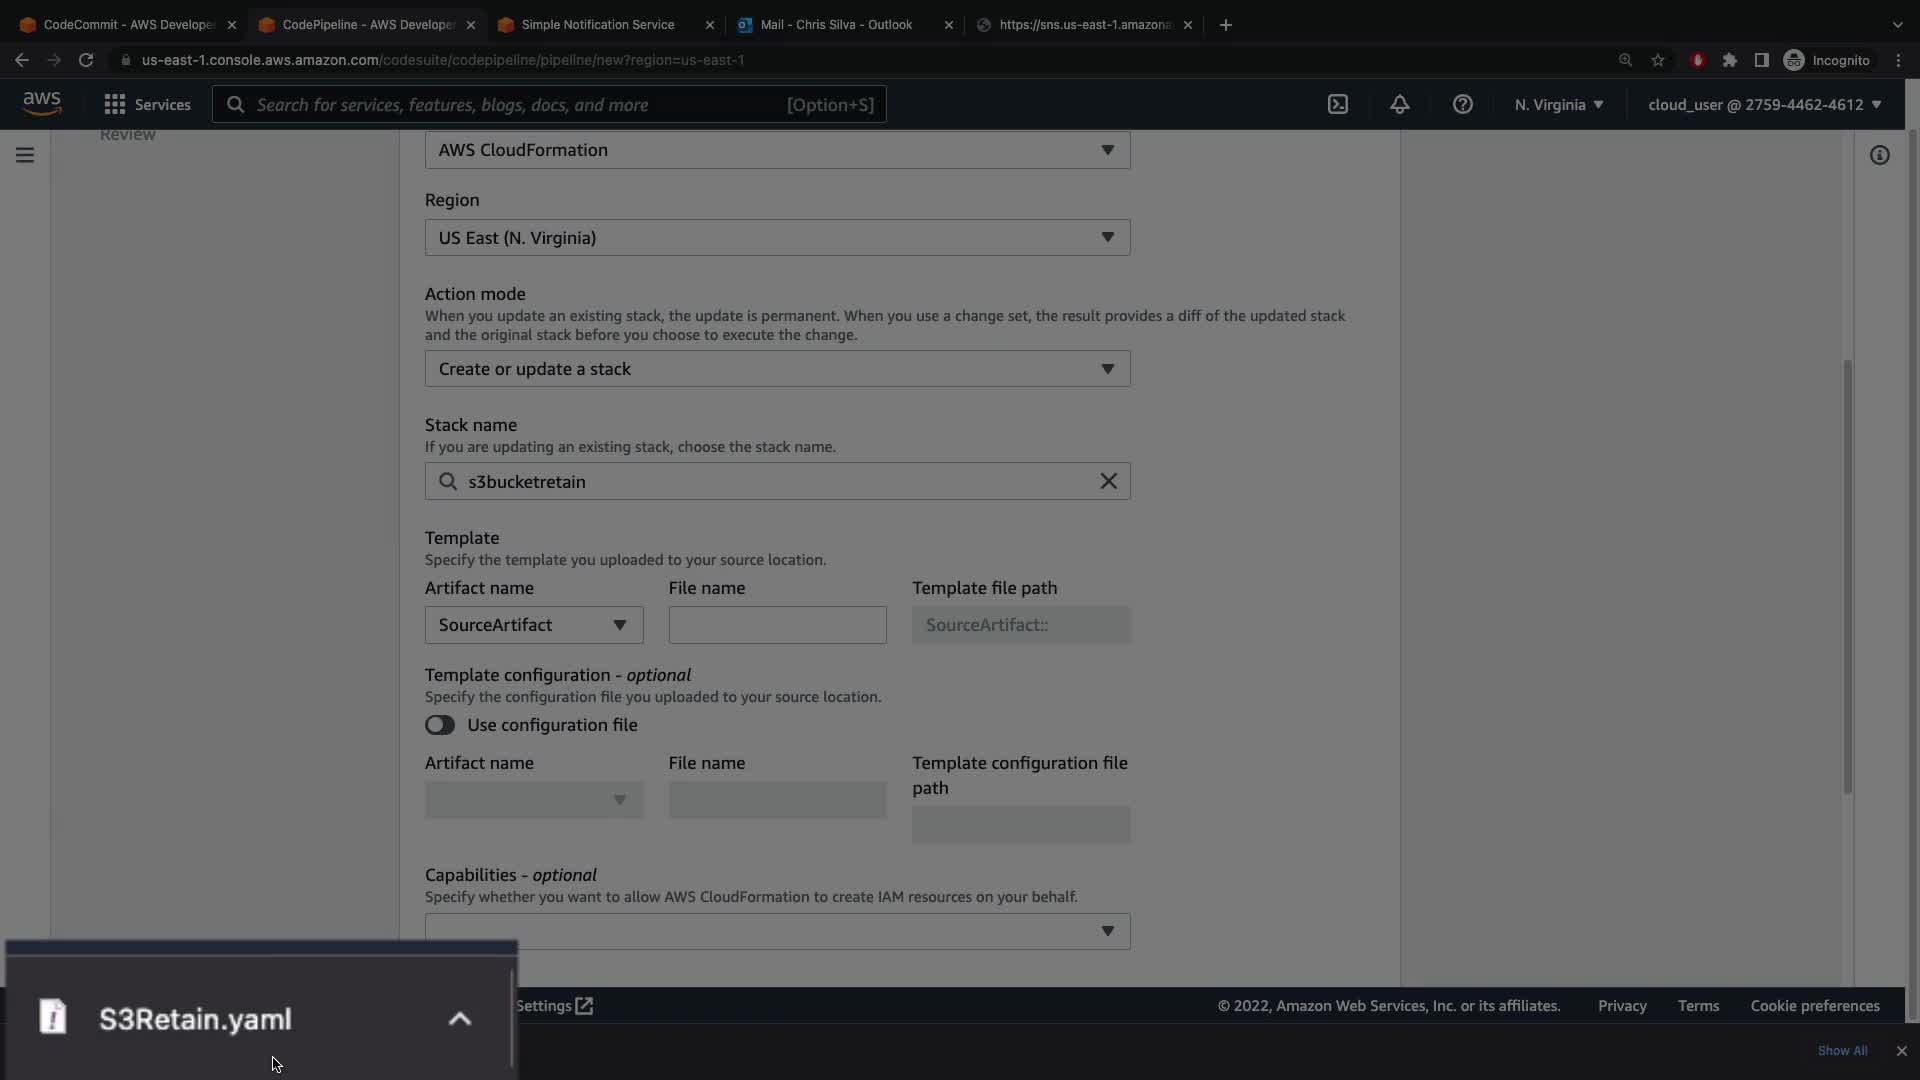 CodeCommit - AWS Develope
CodePipeline - AWS Develope
Simple Notification Service
Mail - Chris Silva - Outlook
https://sns.us-east-1.amazona
us-east-1.console.aws.amazon.com/codesuite/codepipeline/pipeline/new?region=us-east-1
Incognito
aws
Services
Search for services, features, blogs, docs, and more
[Option+S]
N. Virginia
cloud_user @ 2759-4462-4612
Review
AWS CloudFormation
Region
US East (N. Virginia)
Action mode
When you update an existing stack, the update is permanent. When you use a change set, the result provides a diff of the updated stack
and the original stack before you choose to execute the change.
Create or update a stack
Stack name
If you are updating an existing stack, choose the stack name.
s3bucketretain
Template
Specify the template you uploaded to your source location.
Artifact name
File name
Template file path
SourceArtifact
SourceArtifact::
Template configuration - optional
Specify the configuration file you uploaded to your source location.
Use configuration file
Artifact name
File name
Template configuration file
path
Capabilities - optional
Specify whether you want to allow AWS CloudFormation to create IAM resources on your behalf.
S3Retain.yaml
Settings
© 2022, Amazon Web Services, Inc. or its affiliates.
Privacy
Terms
Cookie preferences
Show All